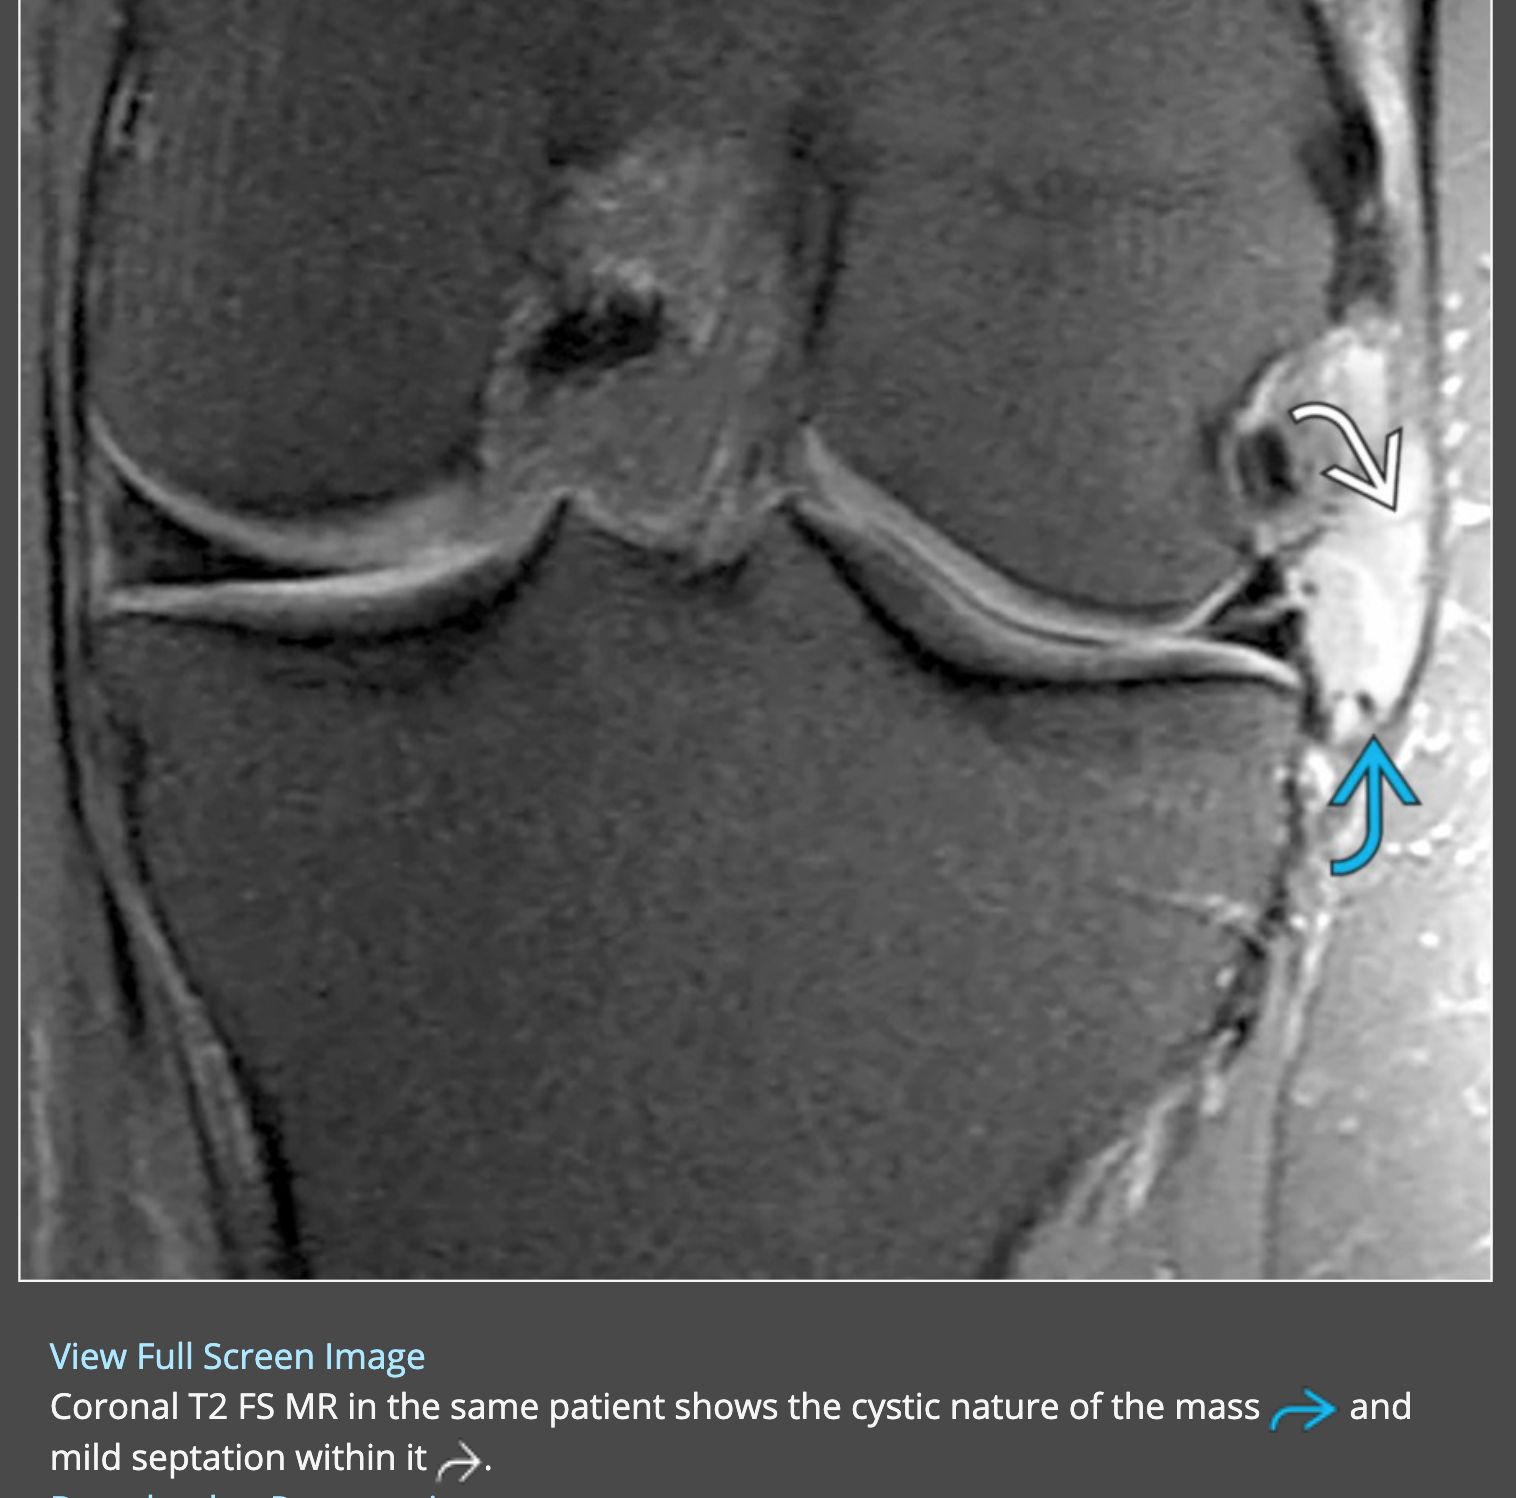 View Full Screen Image
Coronal T2 FS MR in the same patient shows the cystic nature of the mass and
mild septation within it .